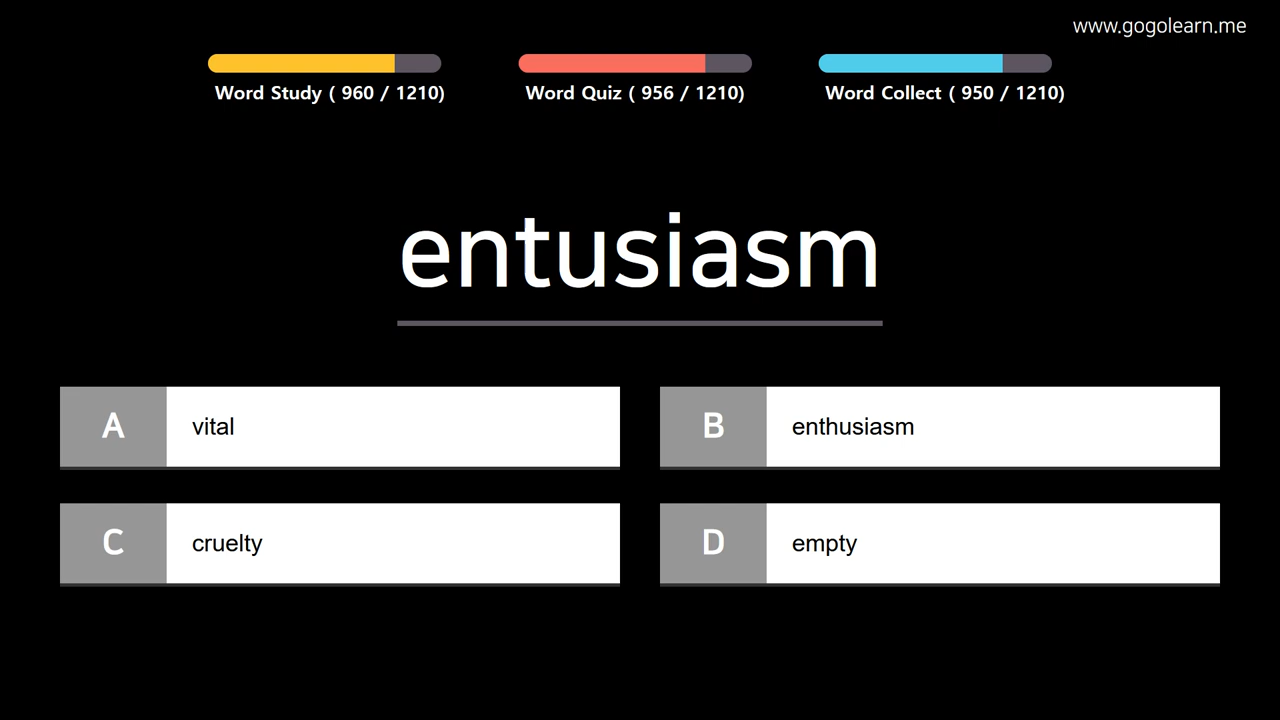 www.gogolearn.me
Word Study ( 960 / 1210)
Word Quiz ( 956 / 1210)
Word Collect ( 950 / 1210)
entusiasm
A
vital
B
enthusiasm
C
cruelty
D
empty